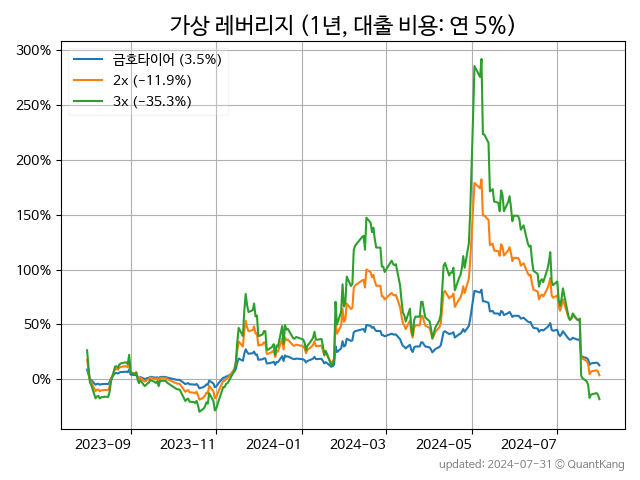 가상 레버리지 (1년, 대출 비용: 연 5%)
300%
250%
200%
150%
100%
50%
0%
금호타이어 (3.5%)
2x (-11.9%)
3x (-35.3%)
2023-09
2023-11
2024-01
2024-03
2024-05
2024-07
updated: 2024-07-31 © QuantKang